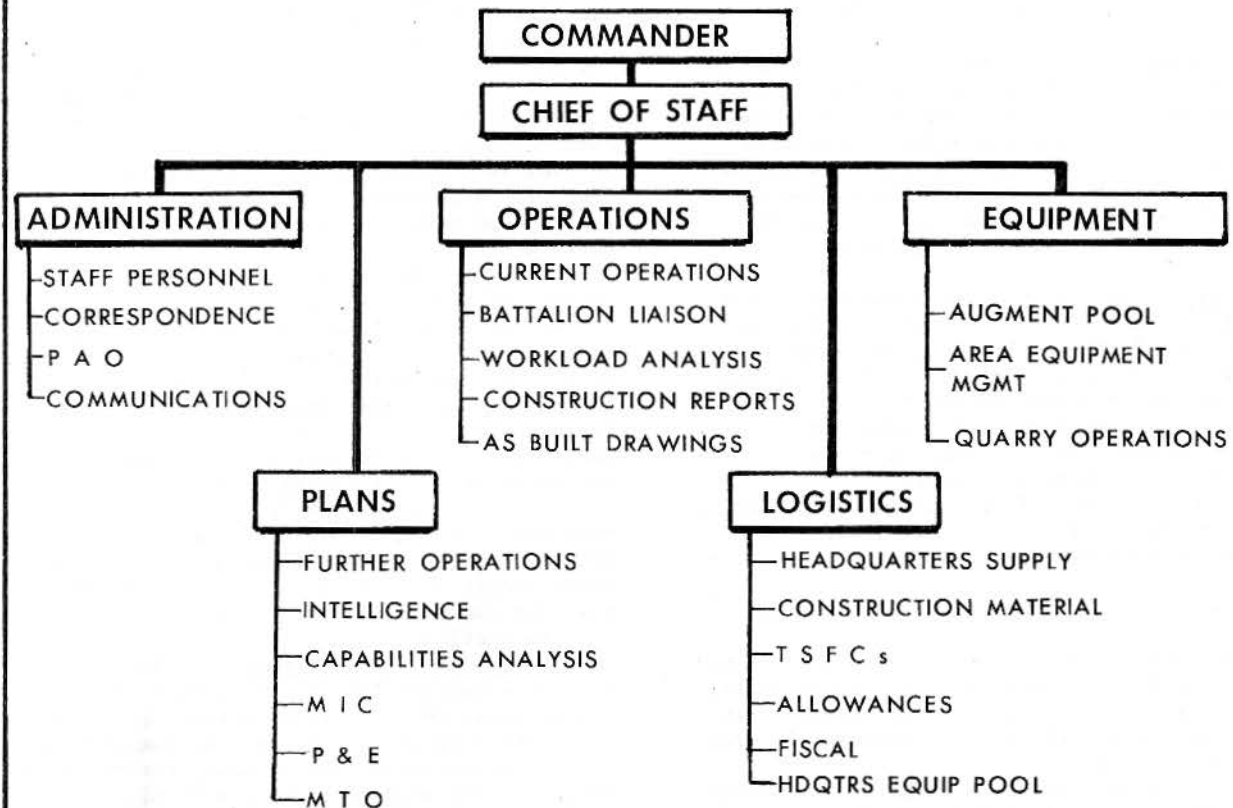 COMMANDER
CHIEF OF STAFF
ADMINISTRATION
STAFF PERSONNEL
CORRESPONDENCE
P A O
COMMUNICATIONS
OPERATIONS
CURRENT OPERATIONS
BATTALION LIAISON
WORKLOAD ANALYSIS
CONSTRUCTION REPORTS
AS BUILT DRAWINGS
EQUIPMENT
AUGMENT POOL
AREA EQUIPMENT
MGMT
QUARRY OPERATIONS
PLANS
FURTHER OPERATIONS
INTELLIGENCE
CAPABILITIES ANALYSIS
M I C
P & E
M T O
LOGISTICS
HEADQUARTERS SUPPLY
CONSTRUCTION MATERIAL
T S F C s
ALLOWANCES
FISCAL
HDQTRS EQUIP POOL